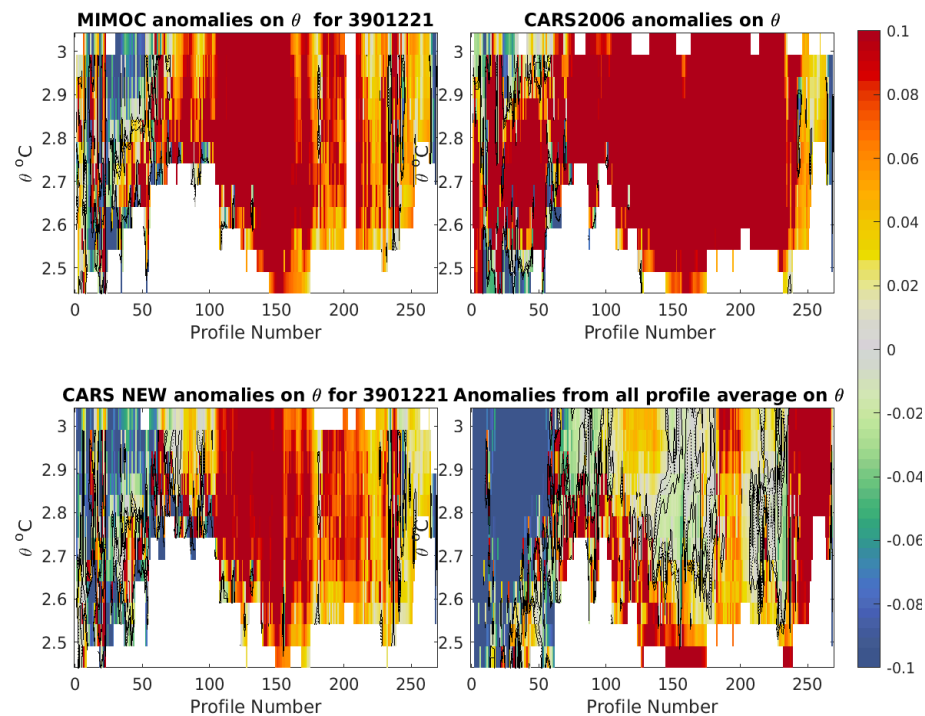 MIMOC anomalies on θ for 3901221
CARS2006 anomalies on θ
3
2.9
2.8
2.7
2.6
2.5
θ °C
0 50 100 150 200 250
Profile Number
3
2.9
2.8
2.7
2.6
2.5
θ °C
0 50 100 150 200 250
Profile Number
CARS NEW anomalies on θ for 3901221
Anomalies from all profile average on θ
3
2.9
2.8
2.7
2.6
2.5
θ °C
0 50 100 150 200 250
Profile Number
3
2.9
2.8
2.7
2.6
2.5
θ °C
0 50 100 150 200 250
Profile Number
0.1
0.08
0.06
0.04
0.02
0
-0.02
-0.04
-0.06
-0.08
-0.1